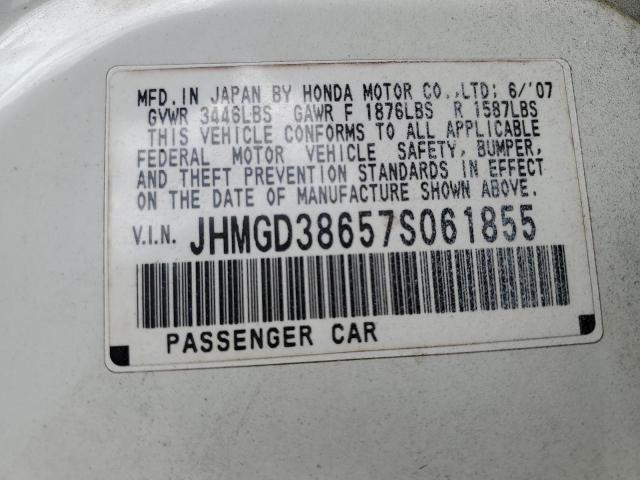 MFD. IN JAPAN BY HONDA MOTOR CO.,LTD: 6/'07
GVWR 3446LBS GAWR F 1876LBS R 1587LBS
THIS VEHICLE CONFORMS TO ALL APPLICABLE
FEDERAL MOTOR VEHICLE SAFETY, BUMPER,
AND THEFT PREVENTION STANDARDS IN EFFECT
ON THE DATE OF MANUFACTURE SHOWN ABOVE.
V.I.N. JHMGD38657S061855
PASSENGER CAR